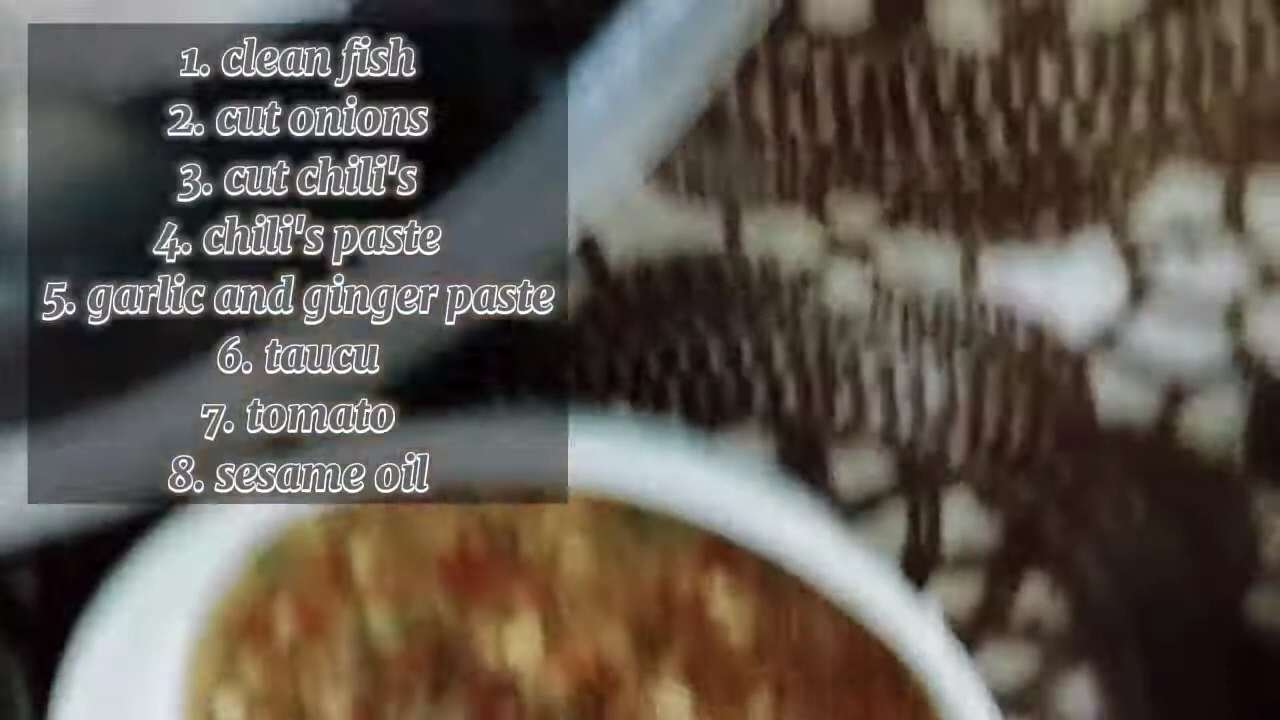 1. clean fish
2. cut onions
3. cut chili's
4. chili's paste
5. garlic and ginger paste
6. taucu
7. tomato
8. sesame oil